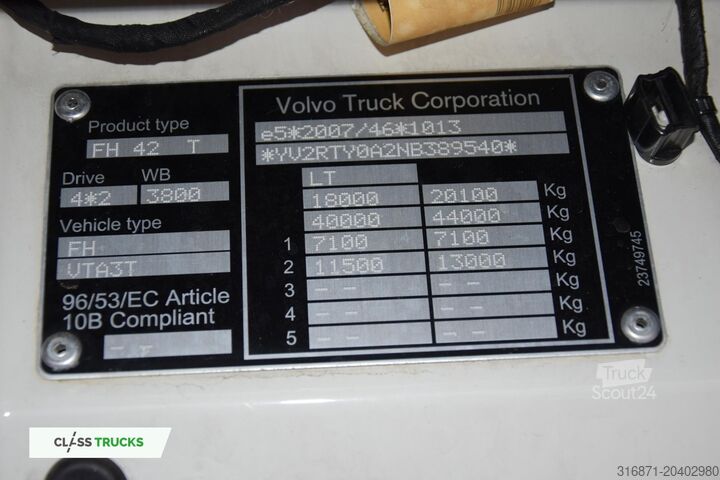 Volvo Truck Corporation
Product type
FH 42 T
Drive WB
4*2 3800
Vehicle type
FH
VTA3T
96/53/EC Article
10B Compliant
- -
e5*2007/46*1013
*YV2RTY0A2NB389540*
LT
18000 20100 Kg
40000 44000 Kg
1 7100 7100 Kg
2 11500 13000 Kg
3 - - - - Kg
4 - - - - Kg
5 - - - - Kg
23749745
Truck
Scout24
CLASS TRUCKS
316871-20402980